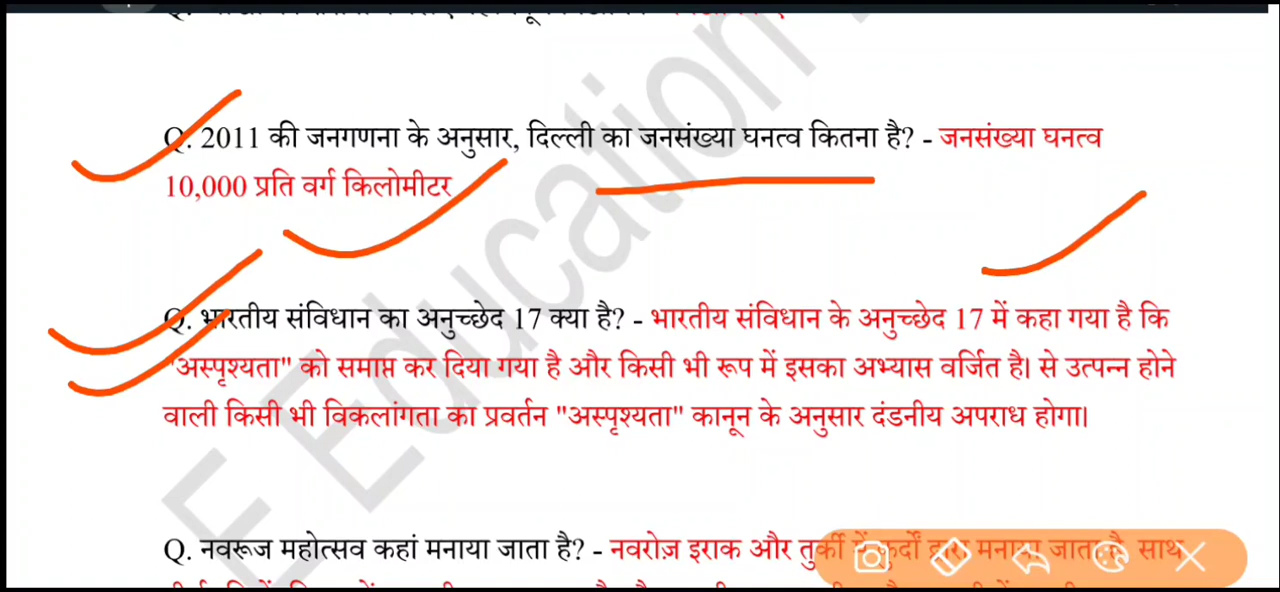 Q. 2011 की जनगणना के अनुसार, दिल्ली का जनसंख्या घनत्व कितना है? - जनसंख्या घनत्व
10,000 प्रति वर्ग किलोमीटर
Q. भारतीय संविधान का अनुच्छेद 17 क्या है? - भारतीय संविधान के अनुच्छेद 17 में कहा गया है कि
"अस्पृश्यता" को समाप्त कर दिया गया है और किसी भी रूप में इसका अभ्यास वर्जित है। से उत्पन्न होने
वाली किसी भी विकलांगता का प्रवर्तन "अस्पृश्यता" कानून के अनुसार दंडनीय अपराध होगा।
Q. नवरूज महोत्सव कहां मनाया जाता है? - नवरोज़ इराक और तुर्की में कुर्दों द्वारा मनाया जाता है, साथ
E Education